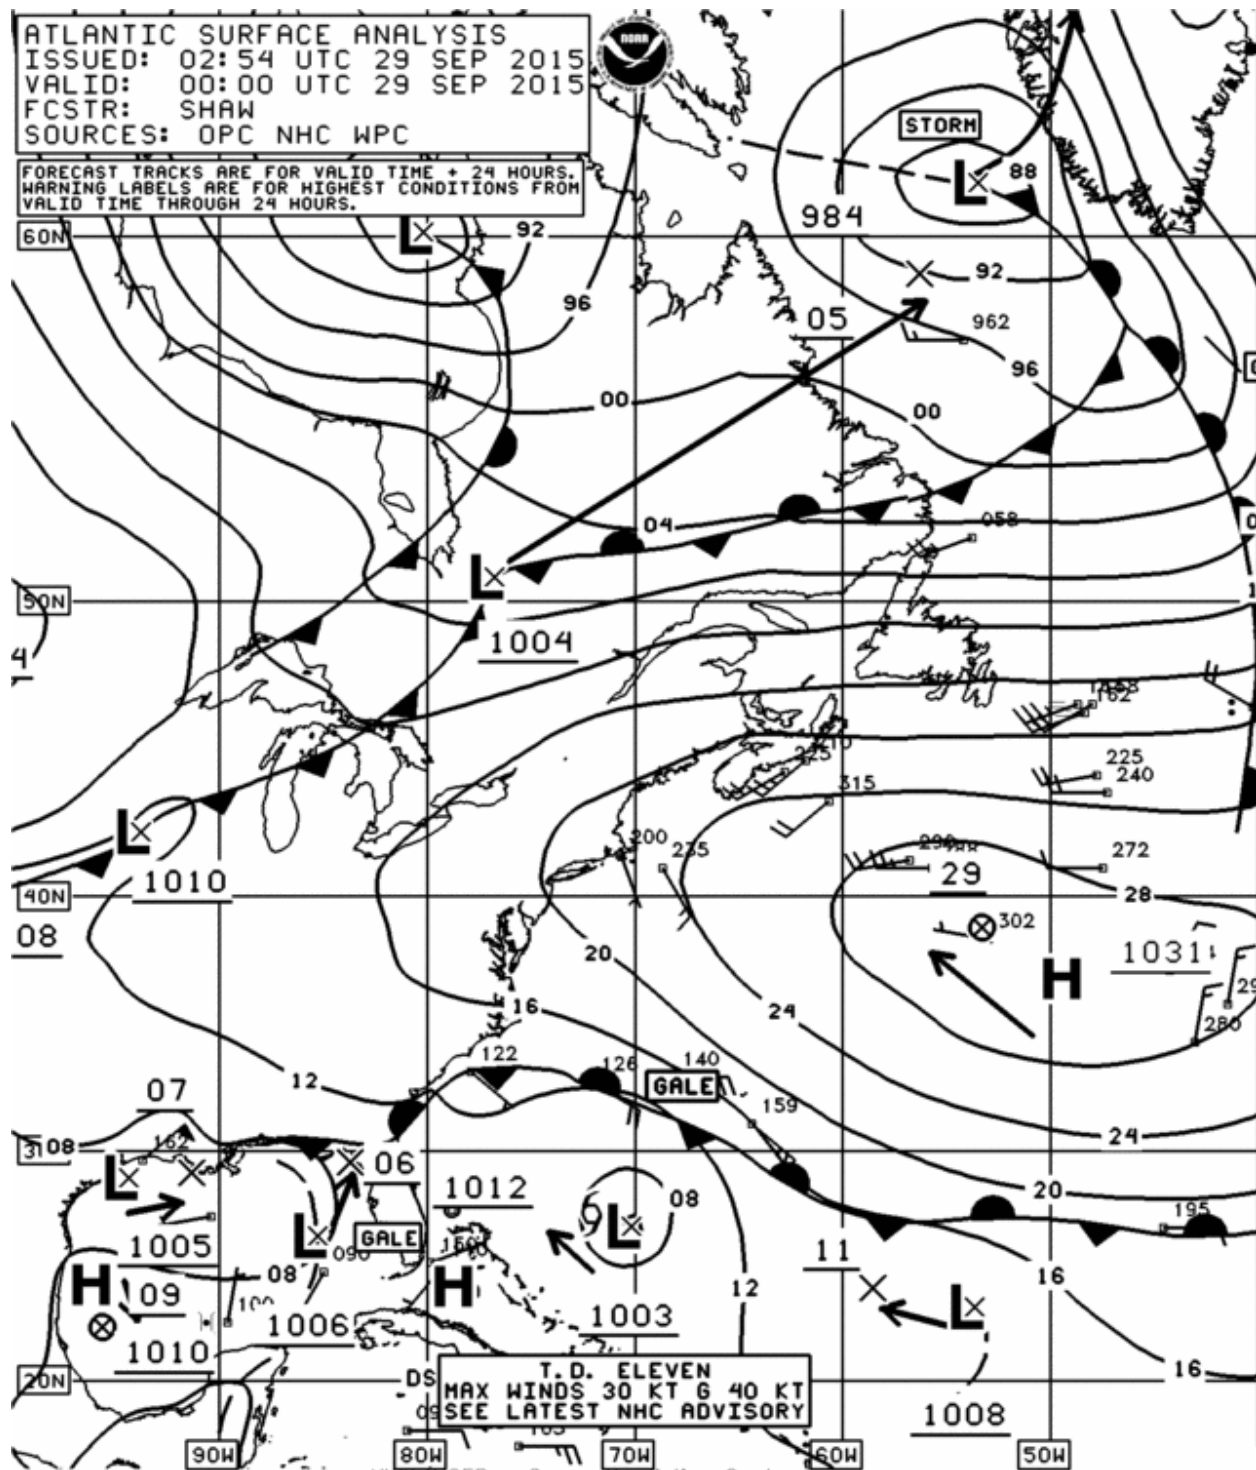 ATLANTIC SURFACE ANALYSIS
ISSUED: 02:54 UTC 29 SEP 2015
VALID: 00:00 UTC 29 SEP 2015
FCSTR: SHAW
SOURCES: OPC NHC WPC
FORECAST TRACKS ARE FOR VALID TIME + 24 HOURS.
WARNING LABELS ARE FOR HIGHEST CONDITIONS FROM
VALID TIME THROUGH 24 HOURS.
NOAA
STORM
L
88
984
60N
L
92
92
96
05
962
96
00
00
04
058
L
50N
1004
162
225
240
315
L
200
235
272
1010
29
40N
28
08
302
1031
H
20
16
24
280
122
126
140
GALE
12
159
07
24
08
162
06
L
1012
08
20
L
L
195
GALE
1005
11
090
16
H
08
H
12
09
1006
1003
L
1010
16
20N
DS
T.D. ELEVEN
MAX WINDS 30 KT G 40 KT
SEE LATEST NHC ADVISORY
1008
90W
80W
70W
60W
50W